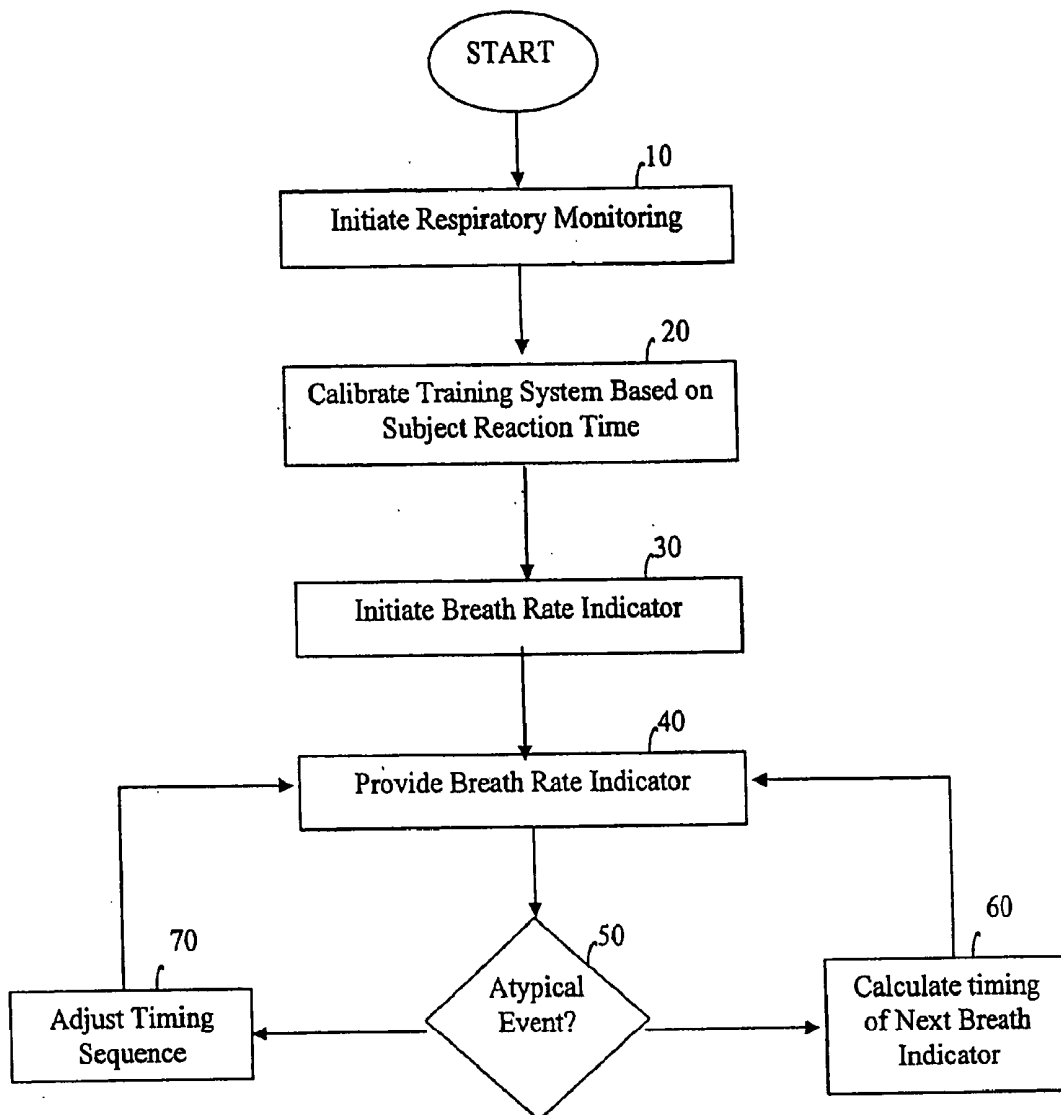 START
10
Initiate Respiratory Monitoring
20
Calibrate Training System Based on
Subject Reaction Time
30
Initiate Breath Rate Indicator
40
Provide Breath Rate Indicator
50
Atypical
Event?
60
Calculate timing
of Next Breath
Indicator
70
Adjust Timing
Sequence